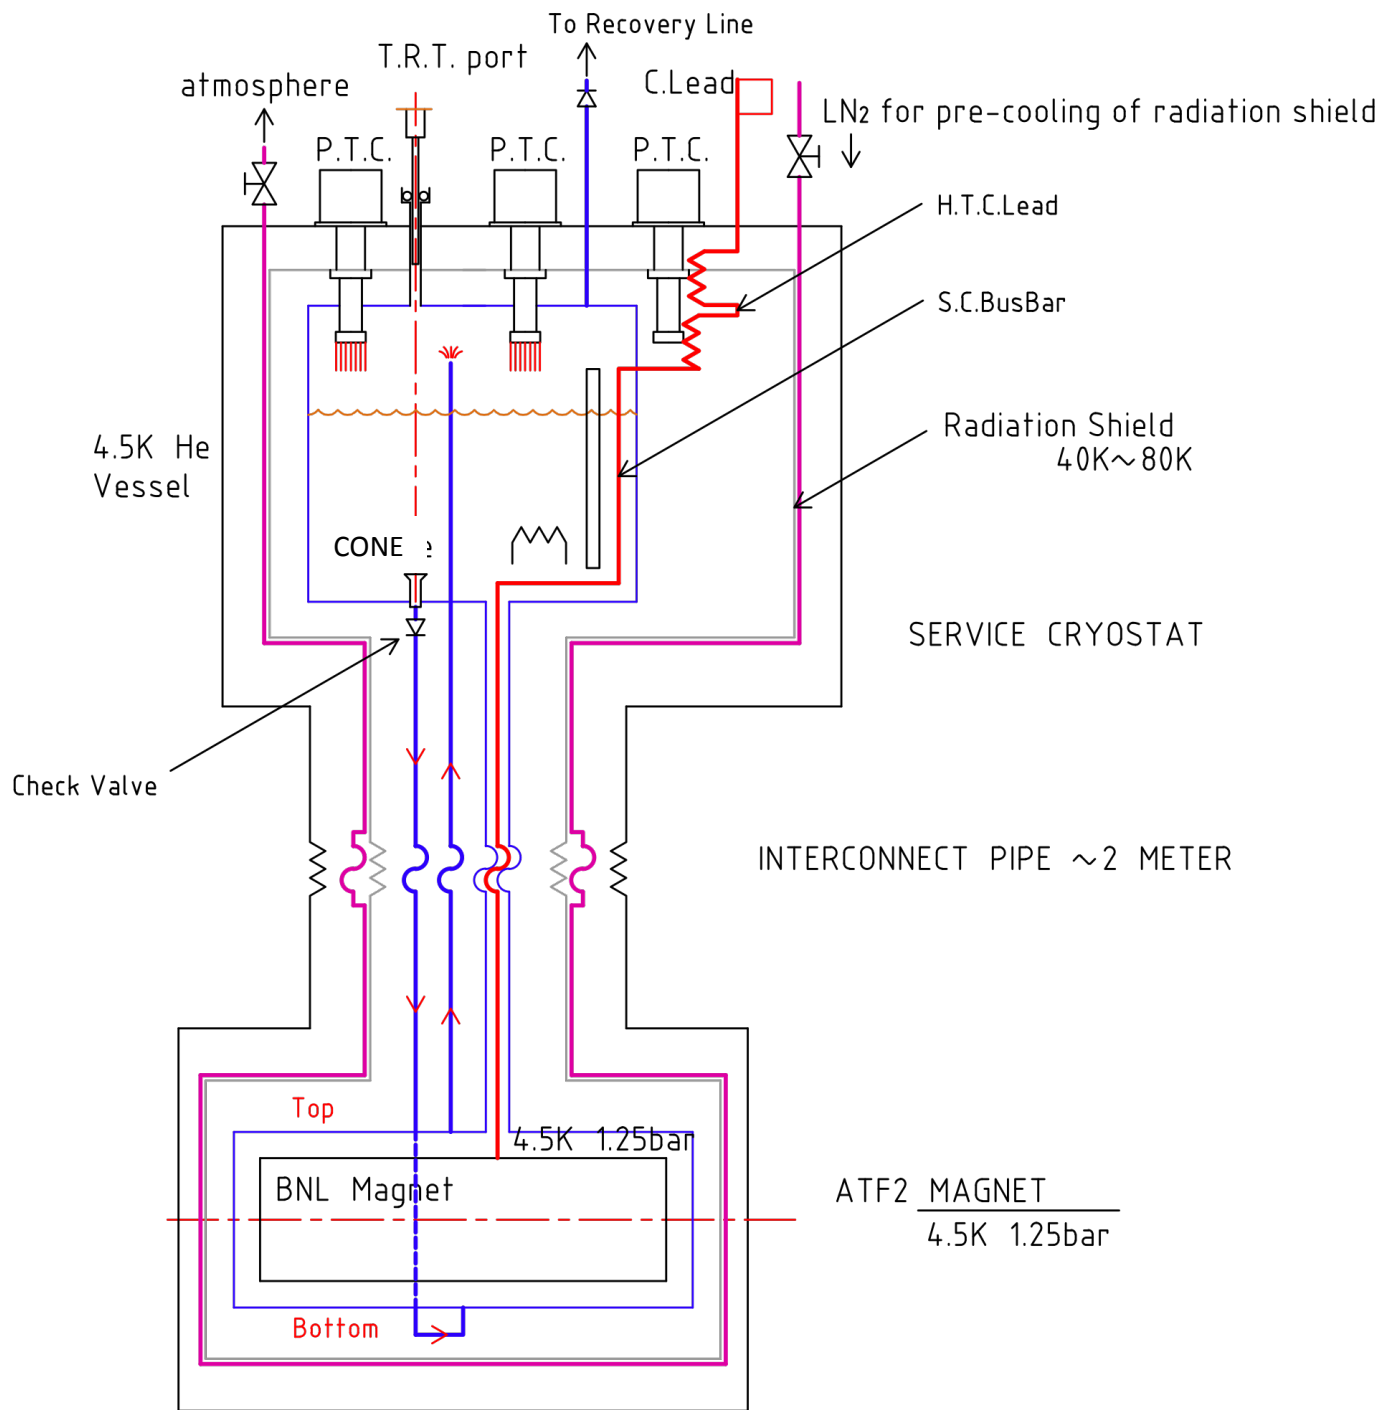 To Recovery Line
T.R.T. port
C.Lead
atmosphere
LN2 for pre-cooling of radiation shield
P.T.C.
P.T.C.
P.T.C.
H.T.C.Lead
S.C.BusBar
Radiation Shield
40K~80K
4.5K He
Vessel
CONE
SERVICE CRYOSTAT
Check Valve
INTERCONNECT PIPE ~2 METER
Top
4.5K 1.25bar
BNL Magnet
ATF2 MAGNET
4.5K 1.25bar
Bottom